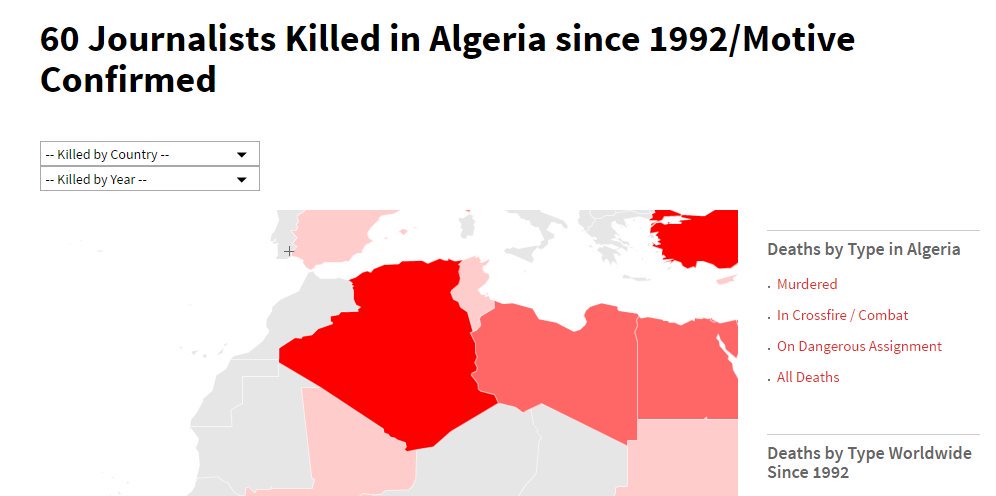 60 Journalists Killed in Algeria since 1992/Motive
Confirmed
-- Killed by Country --
-- Killed by Year --
Deaths by Type in Algeria
Murdered
In Crossfire / Combat
On Dangerous Assignment
All Deaths
Deaths by Type Worldwide
Since 1992